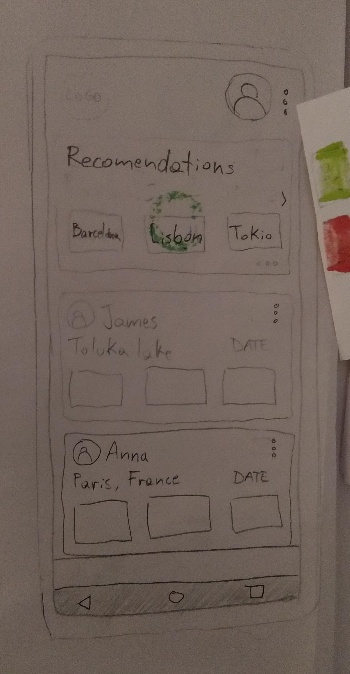 LOGO
Recomendations
Barcelona
Lisbon
Tokio
James
Toluka lake
DATE
Anna
Paris, France
DATE